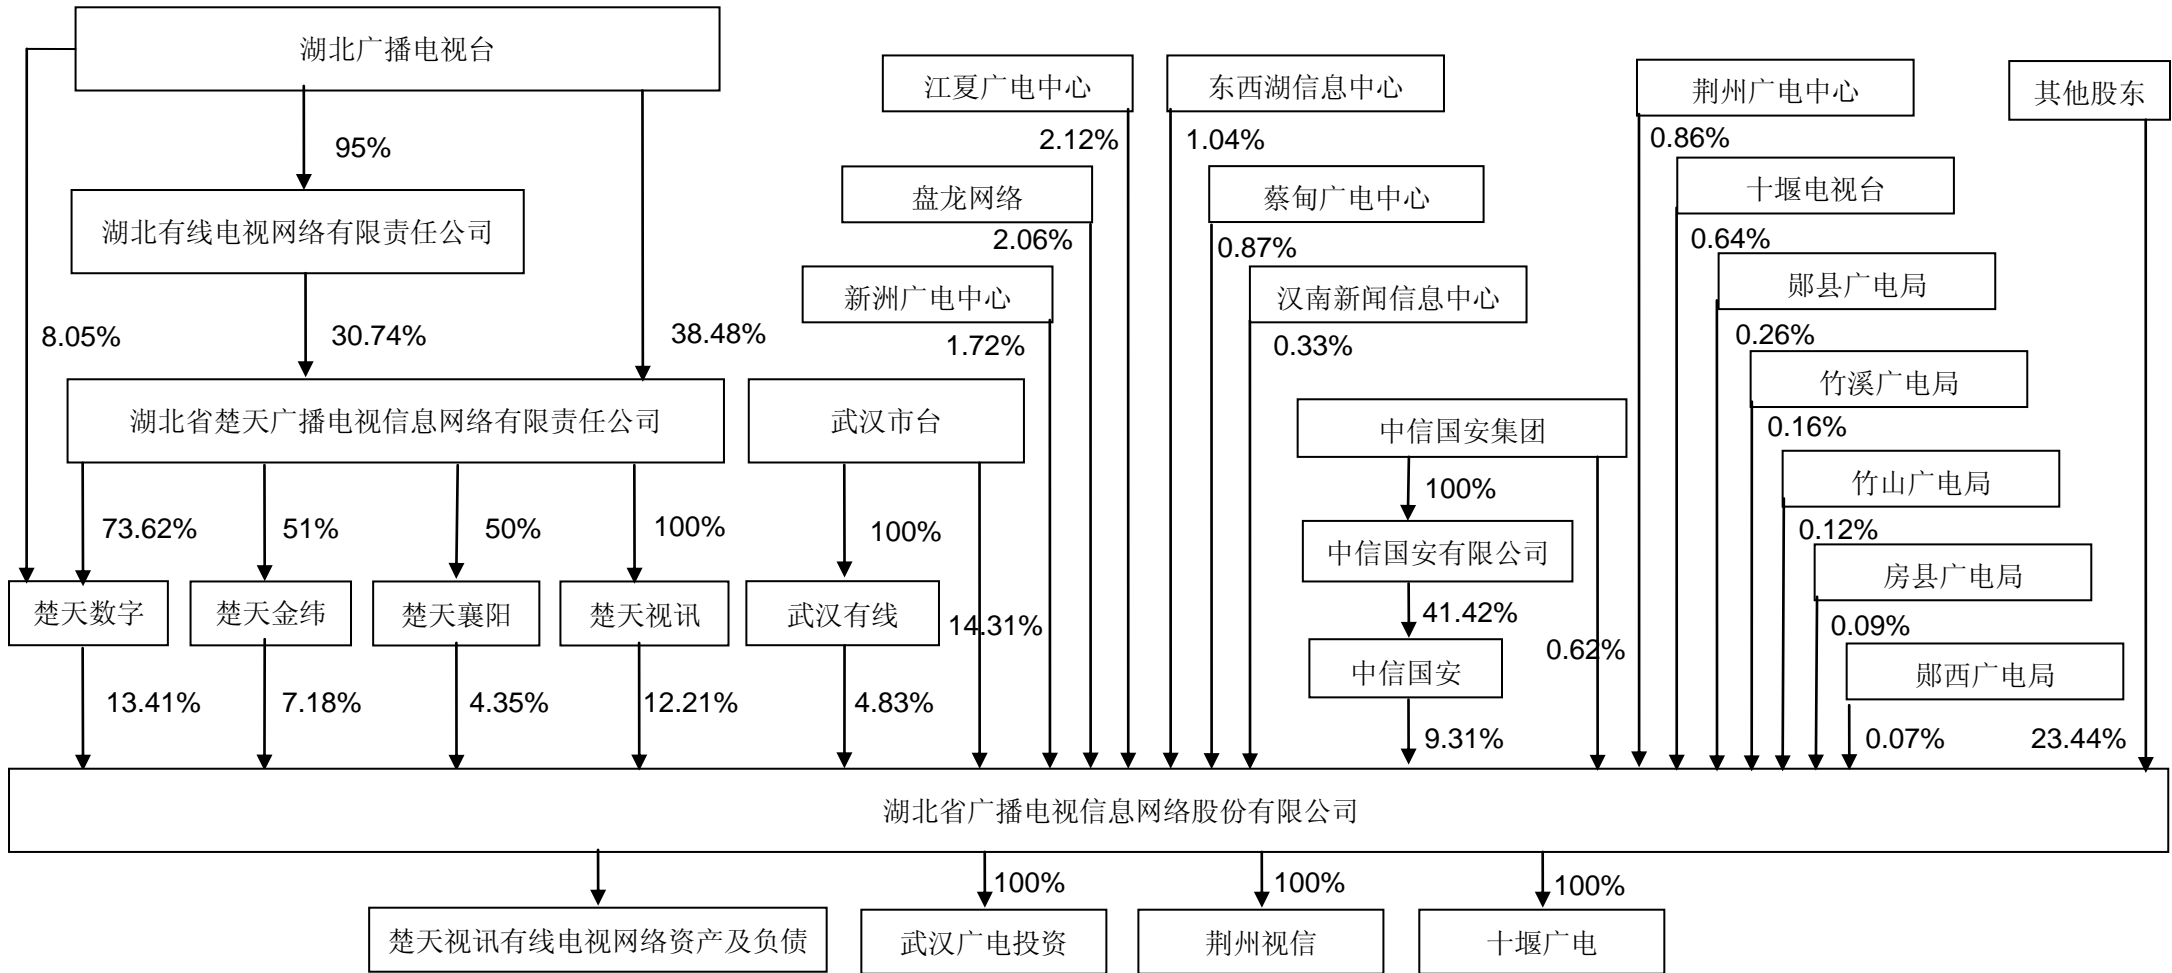 湖北广播电视台
江夏广电中心
东西湖信息中心
荆州广电中心
其他股东
2.12%
1.04%
0.86%
95%
盘龙网络
蔡甸广电中心
十堰电视台
湖北有线电视网络有限责任公司
2.06%
0.87%
0.64%
新洲广电中心
汉南新闻信息中心
郧县广电局
8.05%
30.74%
38.48%
1.72%
0.33%
0.26%
竹溪广电局
湖北省楚天广播电视信息网络有限责任公司
武汉市台
中信国安集团
0.16%
竹山广电局
73.62%
51%
50%
100%
100%
100%
0.12%
中信国安有限公司
房县广电局
楚天数字
楚天金纬
楚天襄阳
楚天视讯
武汉有线
14.31%
41.42%
0.62%
0.09%
中信国安
郧西广电局
13.41%
7.18%
4.35%
12.21%
4.83%
9.31%
0.07%
23.44%
湖北省广播电视信息网络股份有限公司
100%
100%
100%
楚天视讯有线电视网络资产及负债
武汉广电投资
荆州视信
十堰广电